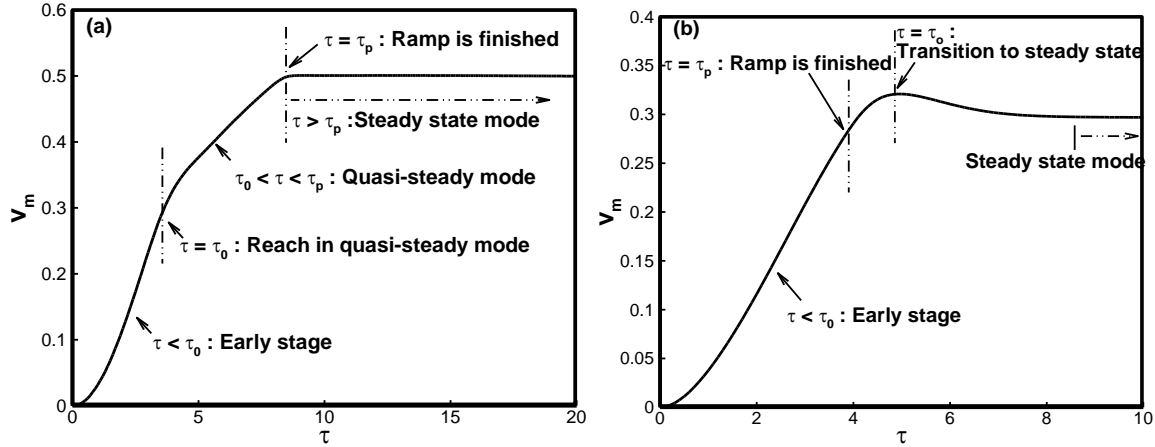 (a)
τ = τp : Ramp is finished
τ > τp :Steady state mode
τ0 < τ < τp : Quasi-steady mode
τ = τ0 : Reach in quasi-steady mode
τ < τ0 : Early stage
Vm
0.6
0.5
0.4
0.3
0.2
0.1
0
0 5 10 15 20
τ
(b)
τ = τo :
Transition to steady state
τ = τp : Ramp is finished
Steady state mode
τ < τ0 : Early stage
Vm
0.4
0.35
0.3
0.25
0.2
0.15
0.1
0.05
0
0 2 4 6 8 10
τ